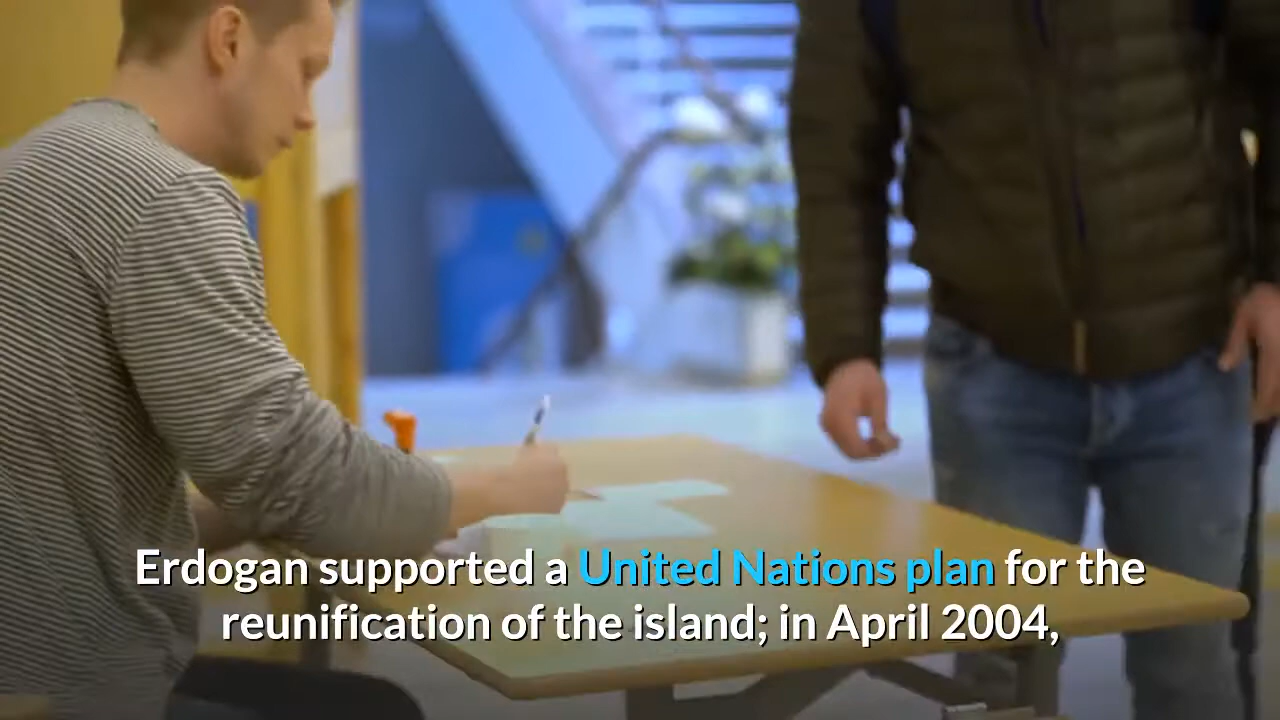 Erdogan supported a United Nations plan for the
reunification of the island; in April 2004,